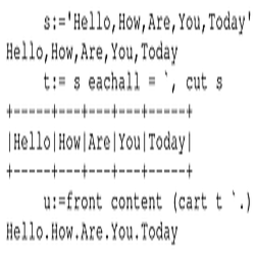 s:='Hello,How,Are,You,Today'
Hello,How,Are,You,Today
t:= s eachall = `, cut s
+-----+---+---+---+-----+
|Hello|How|Are|You|Today|
+-----+---+---+---+-----+
u:=front content (cart t `.)
Hello.How.Are.You.Today